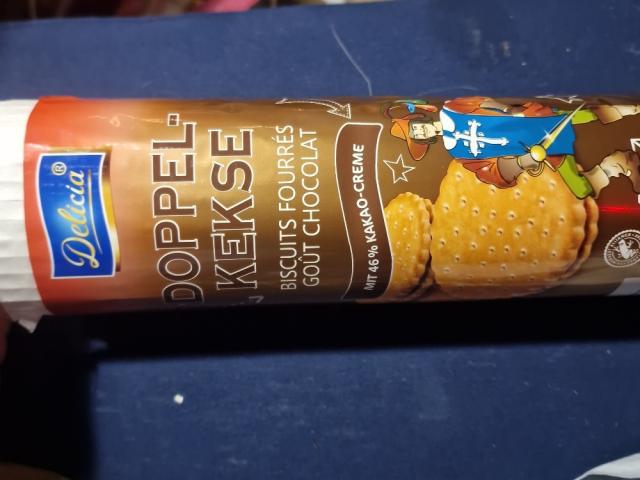 Delicia®
DOPPEL-
KEKSE
BISCUITS FOURRÉS
GOÛT CHOCOLAT
MIT 46% KAKAO-CREME